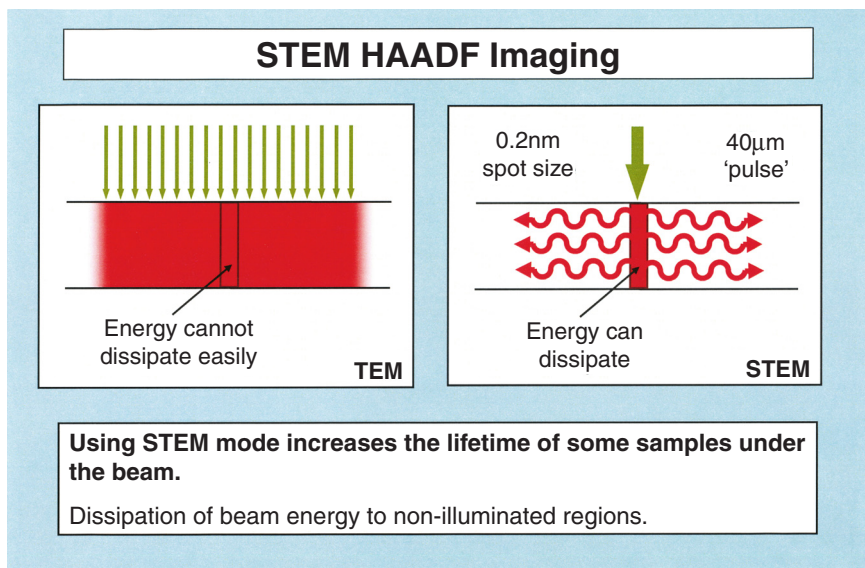 STEM HAADF Imaging
Energy cannot
dissipate easily
TEM
0.2nm
spot size
40μm
'pulse'
Energy can
dissipate
STEM
Using STEM mode increases the lifetime of some samples under
the beam.
Dissipation of beam energy to non-illuminated regions.